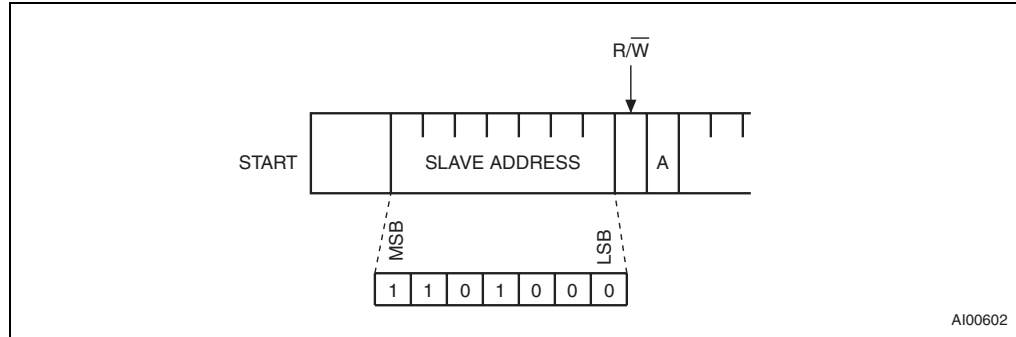 R/W̅
START SLAVE ADDRESS A
MSB LSB
1 1 0 1 0 0 0
AI00602